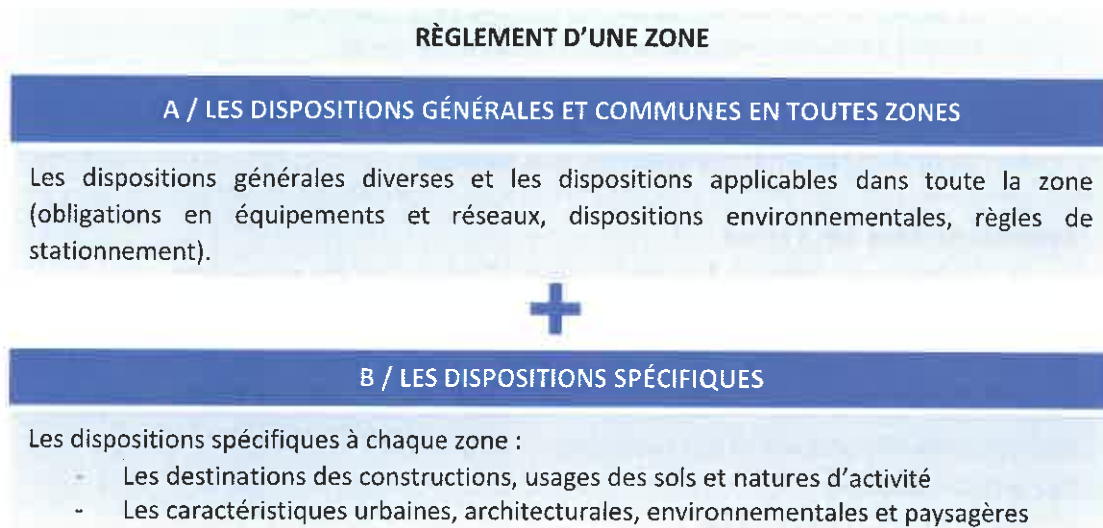 RÈGLEMENT D'UNE ZONE
A / LES DISPOSITIONS GÉNÉRALES ET COMMUNES EN TOUTES ZONES
Les dispositions générales diverses et les dispositions applicables dans toute la zone
(obligations en équipements et réseaux, dispositions environnementales, règles de
stationnement).
B / LES DISPOSITIONS SPÉCIFIQUES
Les dispositions spécifiques à chaque zone :
- Les destinations des constructions, usages des sols et natures d'activité
- Les caractéristiques urbaines, architecturales, environnementales et paysagères